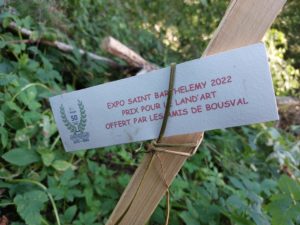 EXPO SAINT BARTHELEMY 2022
PRIX POUR LE LAND'ART
OFFERT PAR LES AMIS DE BOUSVAL